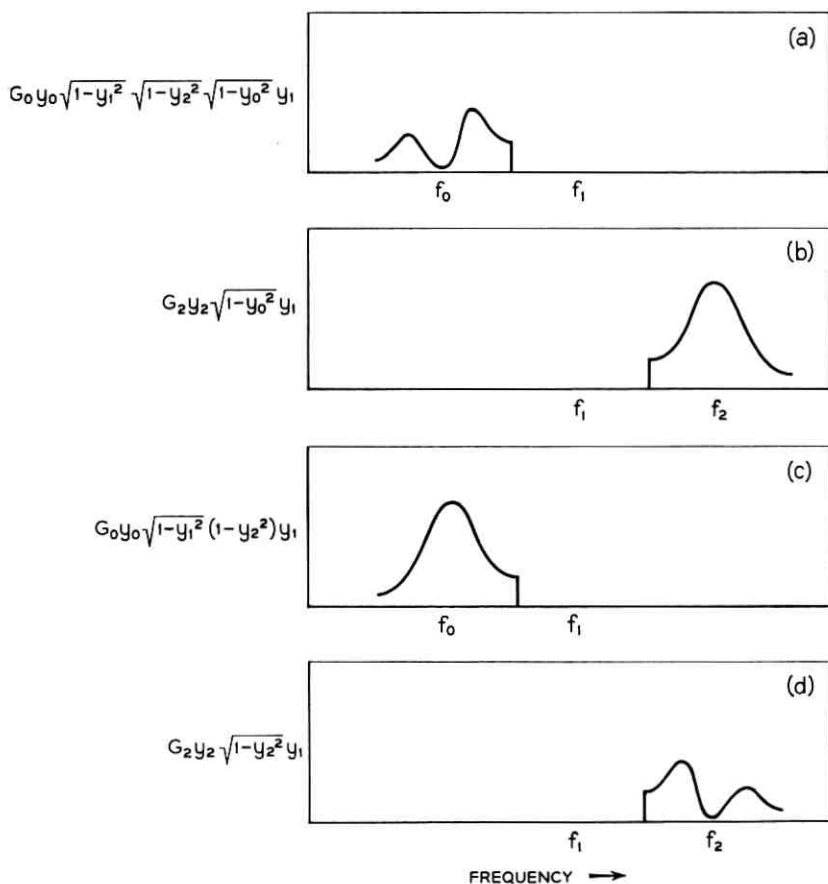 (a)
G₀y₀√(1-y₁²) √(1-y₂²) √(1-y₀²) y₁
f₀ f₁
(b)
G₂y₂√(1-y₀²) y₁
f₁ f₂
(c)
G₀y₀√(1-y₁²) (1-y₂²)y₁
f₀ f₁
(d)
G₂y₂√(1-y₂²) y₁
f₁ f₂
FREQUENCY →